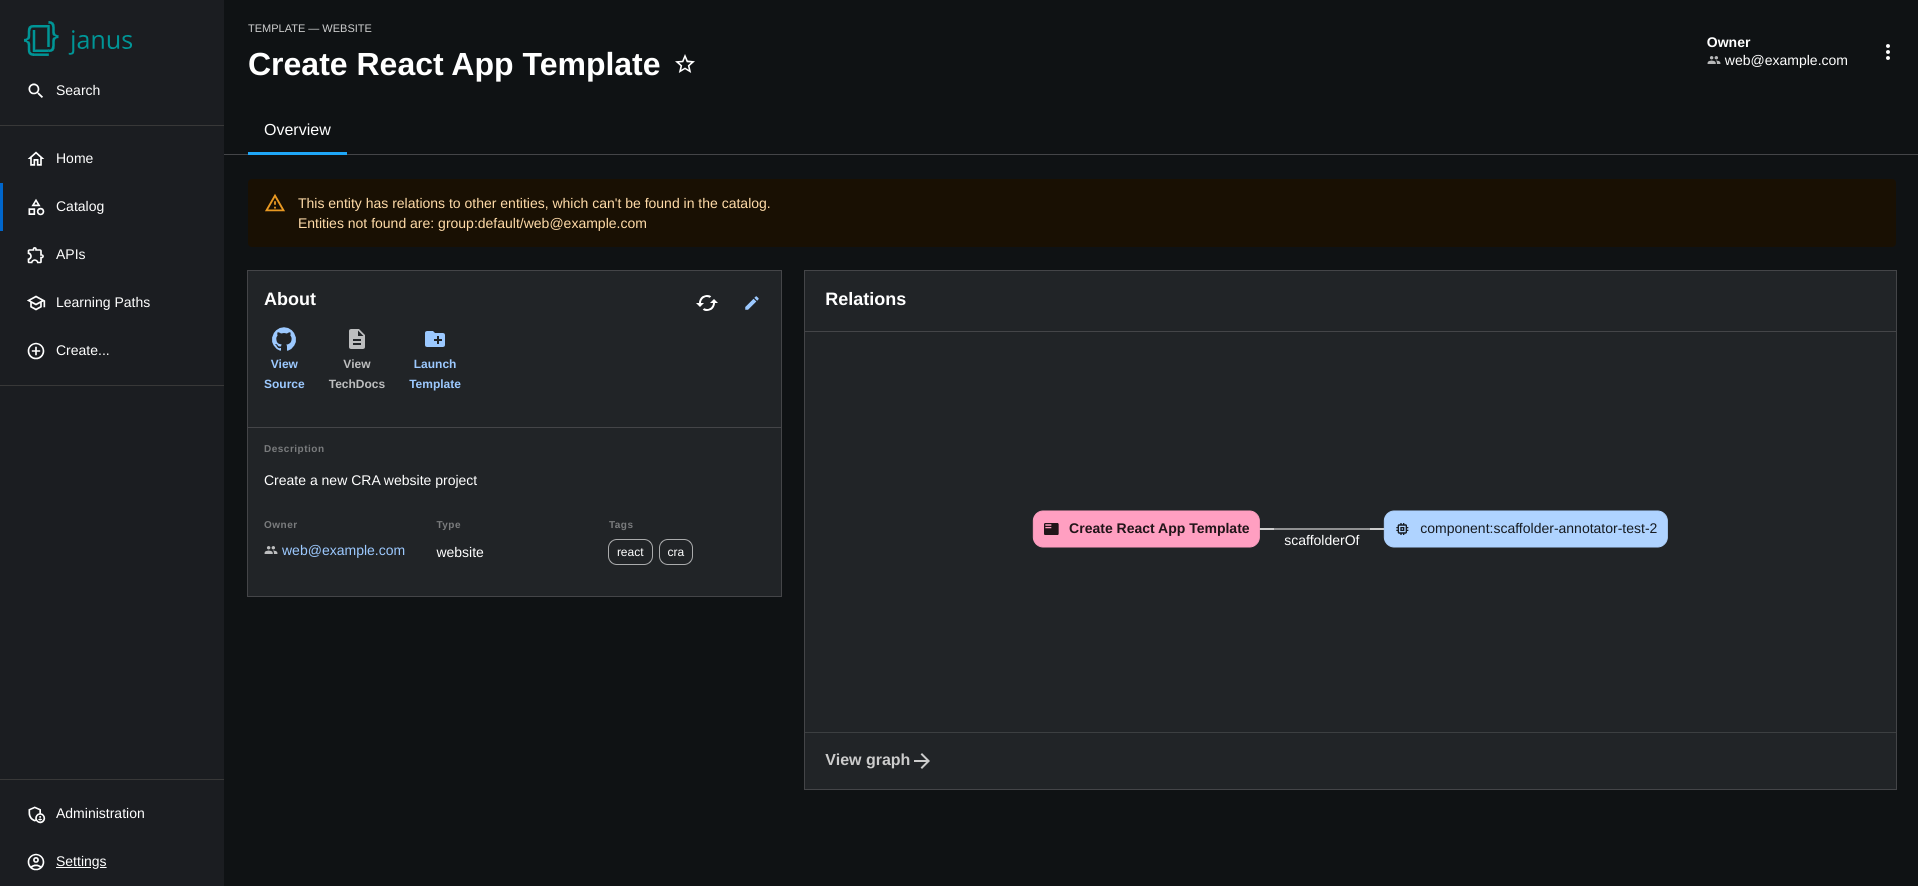 janus
Search
Home
Catalog
APIs
Learning Paths
Create...
Administration
Settings
TEMPLATE — WEBSITE
Create React App Template
Owner
web@example.com
Overview
This entity has relations to other entities, which can't be found in the catalog.
Entities not found are: group:default/web@example.com
About
View
Source
View
TechDocs
Launch
Template
Description
Create a new CRA website project
Owner
web@example.com
Type
website
Tags
react cra
Relations
Create React App Template
scaffolderOf
component:scaffolder-annotator-test-2
View graph